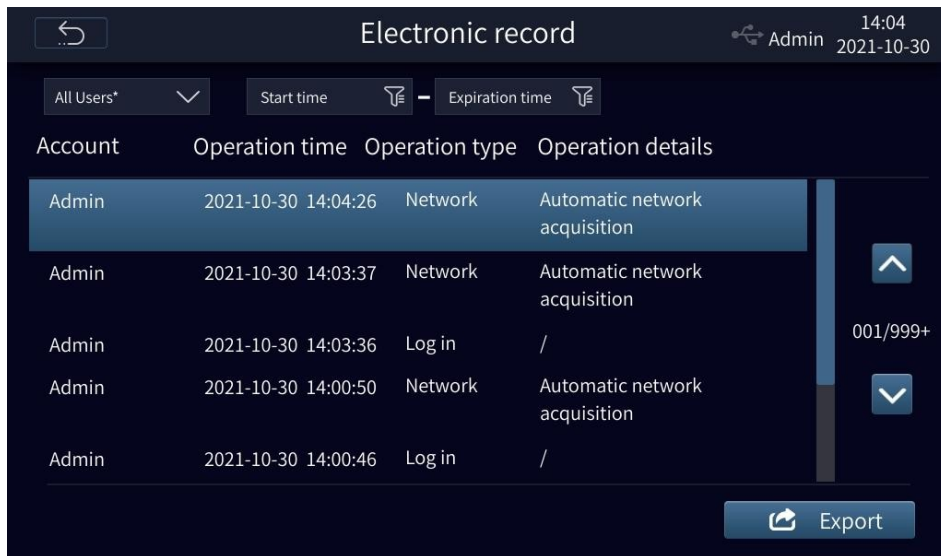 Electronic record
Admin
14:04
2021-10-30
All Users*
Start time
Expiration time
Account Operation time Operation type Operation details
Admin 2021-10-30 14:04:26 Network Automatic network
acquisition
Admin 2021-10-30 14:03:37 Network Automatic network
acquisition
Admin 2021-10-30 14:03:36 Log in /
Admin 2021-10-30 14:00:50 Network Automatic network
acquisition
Admin 2021-10-30 14:00:46 Log in /
001/999+
Export